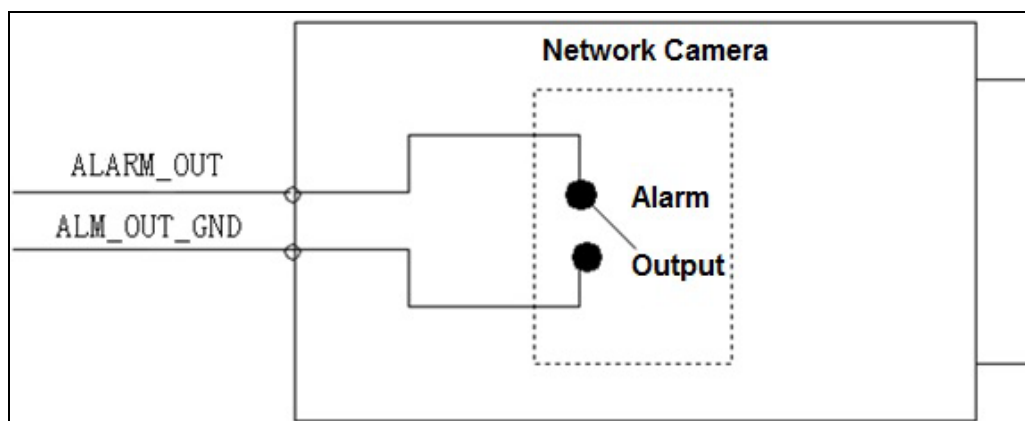 Network Camera
ALARM_OUT
Alarm
ALM_OUT_GND
Output